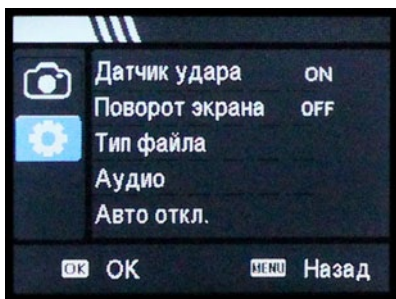 Датчик удара ON
Поворот экрана OFF
Тип файла
Аудио
Авто откл.
OK OK MENU Назад